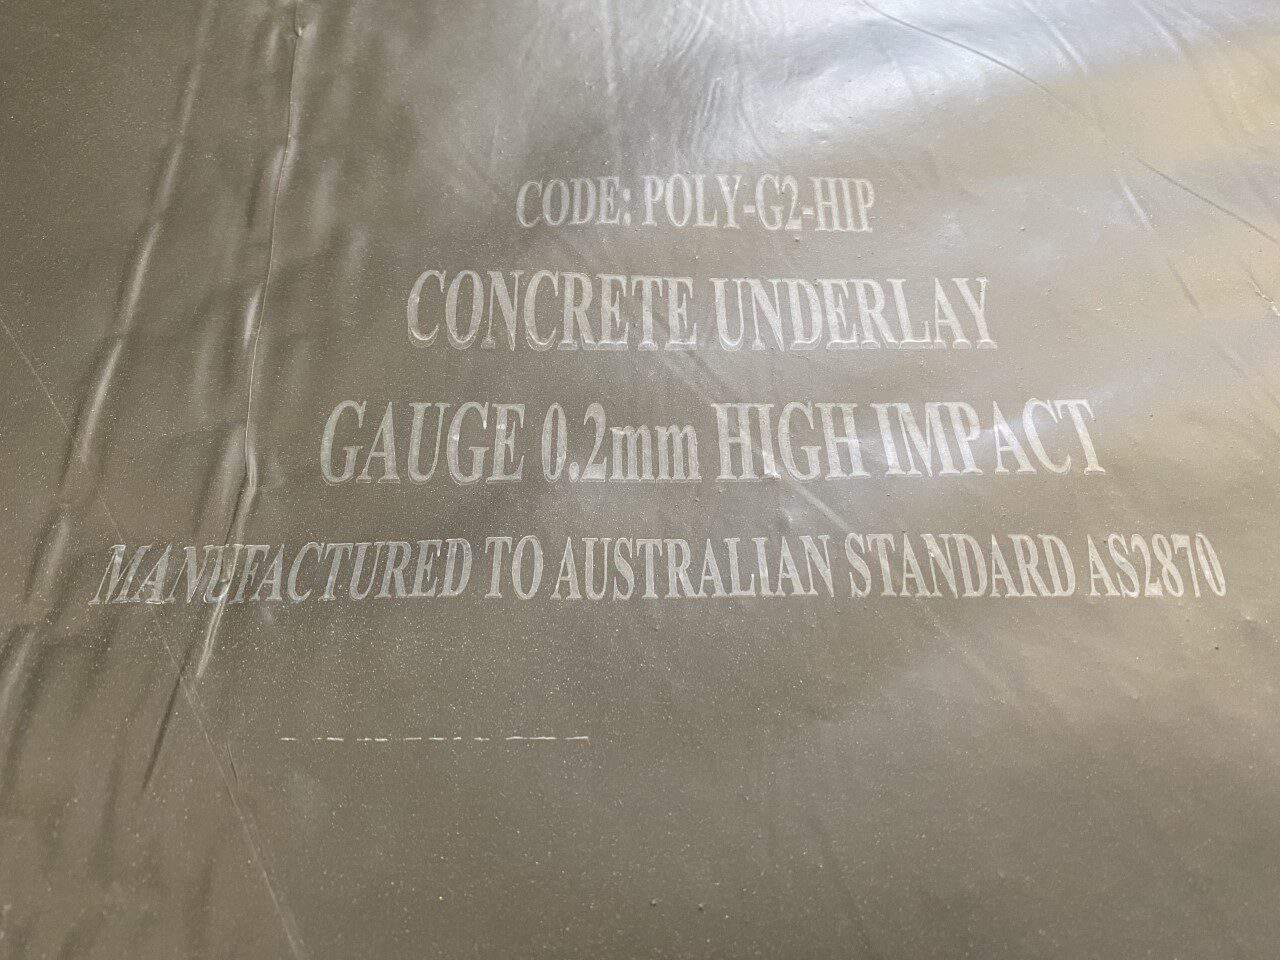 CODE: POLY-G2-HIP
CONCRETE UNDERLAY
GAUGE 0.2mm HIGH IMPACT
MANUFACTURED TO AUSTRALIAN STANDARD AS2870